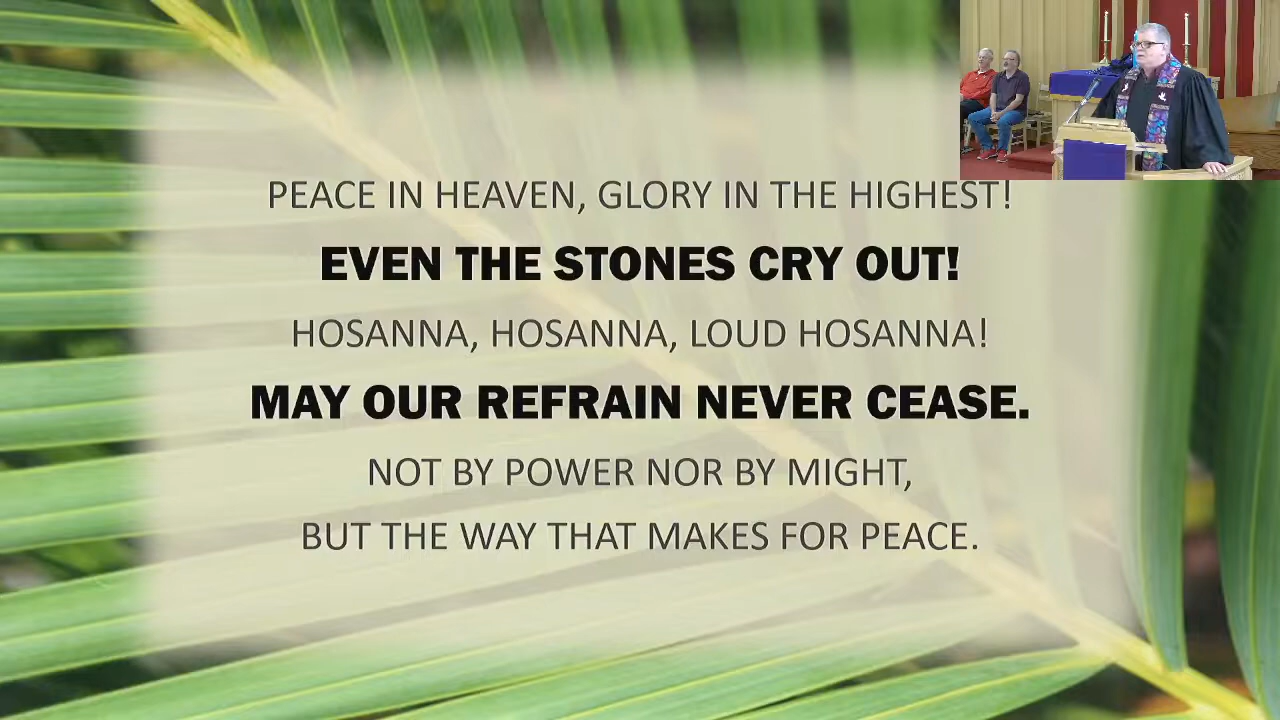 PEACE IN HEAVEN, GLORY IN THE HIGHEST!
EVEN THE STONES CRY OUT!
HOSANNA, HOSANNA, LOUD HOSANNA!
MAY OUR REFRAIN NEVER CEASE.
NOT BY POWER NOR BY MIGHT,
BUT THE WAY THAT MAKES FOR PEACE.